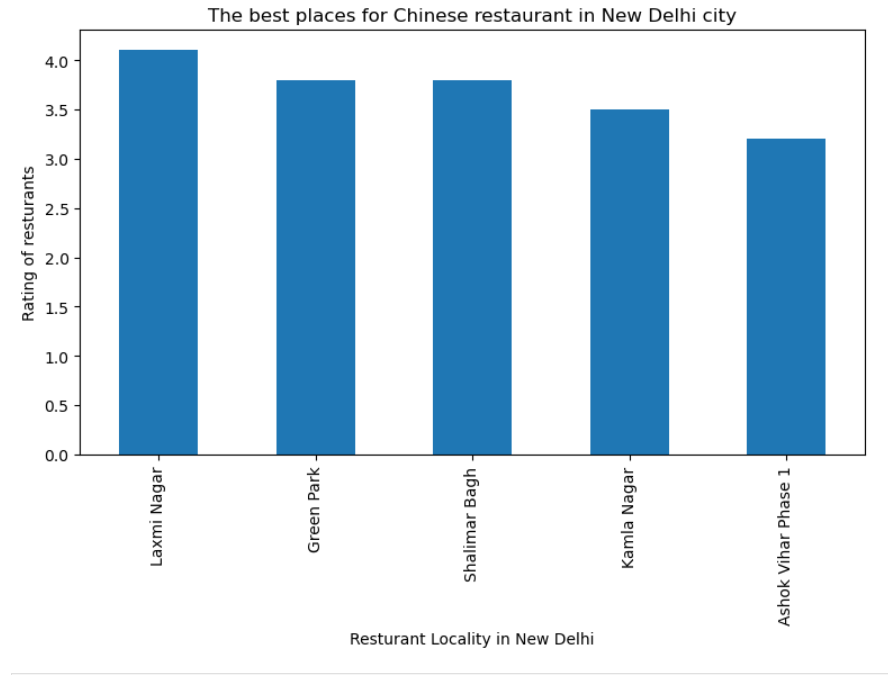 The best places for Chinese restaurant in New Delhi city
Rating of resturants
4.0
3.5
3.0
2.5
2.0
1.5
1.0
0.5
0.0
Laxmi Nagar
Green Park
Shalimar Bagh
Kamla Nagar
Ashok Vihar Phase 1
Resturant Locality in New Delhi